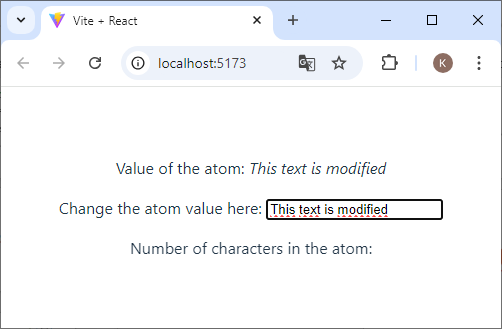 Vite + React
localhost:5173
K
Value of the atom: This text is modified
Change the atom value here: This text is modified
Number of characters in the atom: